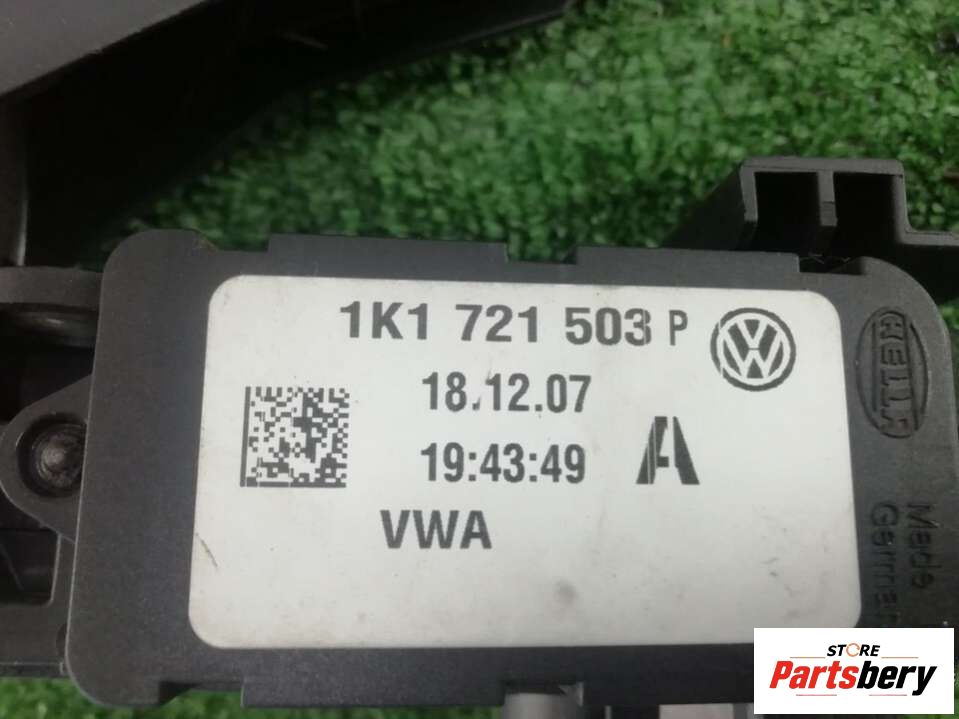 1K1 721 503 P
18.12.07
19:43:49
VWA
HELLA
Made
STORE
Partsbery